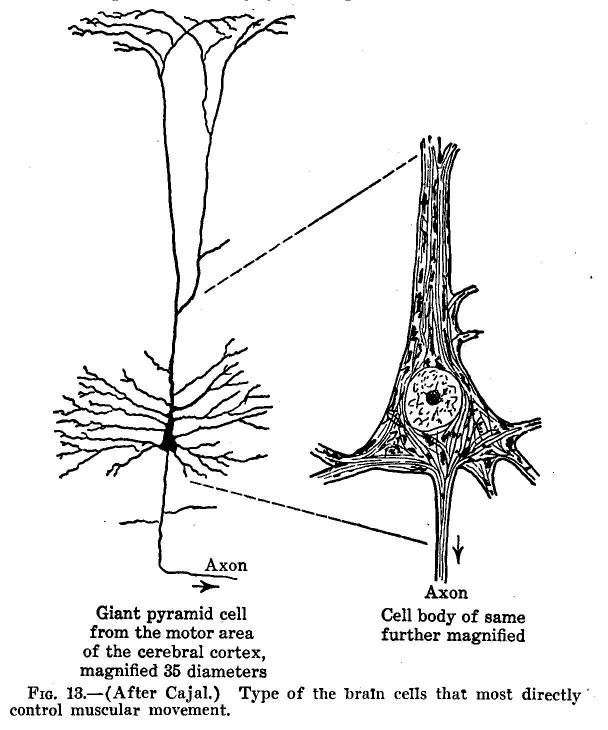 Axon
Giant pyramid cell
from the motor area
of the cerebral cortex,
magnified 35 diameters
Axon
Cell body of same
further magnified
FIG. 13.—(After Cajal.) Type of the brain cells that most directly
control muscular movement.